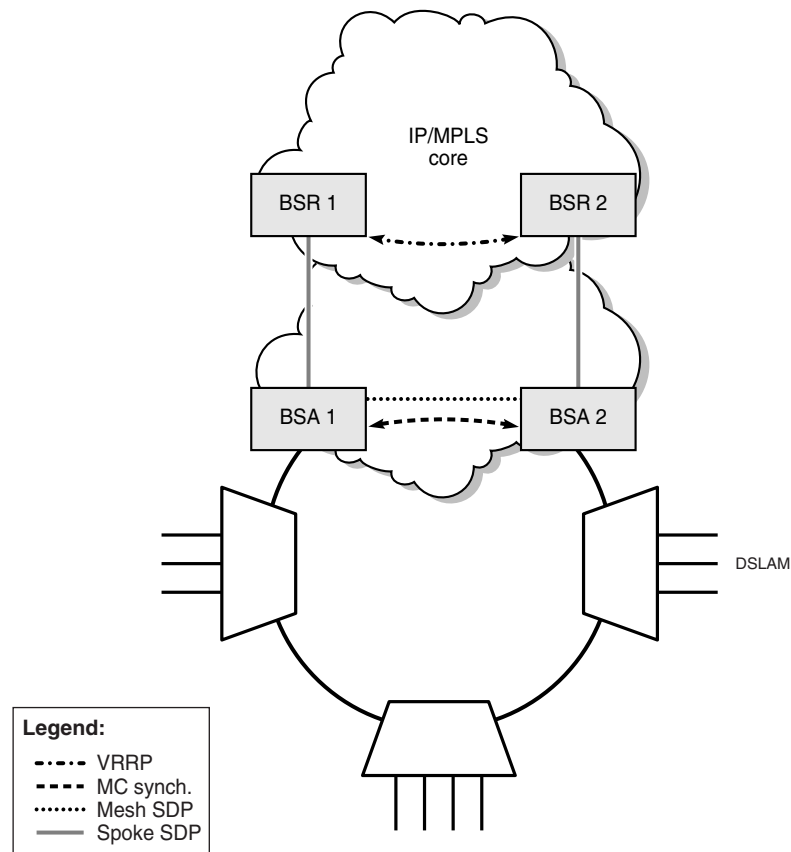 IP/MPLS
core
BSR 1
BSR 2
BSA 1
BSA 2
DSLAM
Legend:
VRRP
MC synch.
Mesh SDP
Spoke SDP